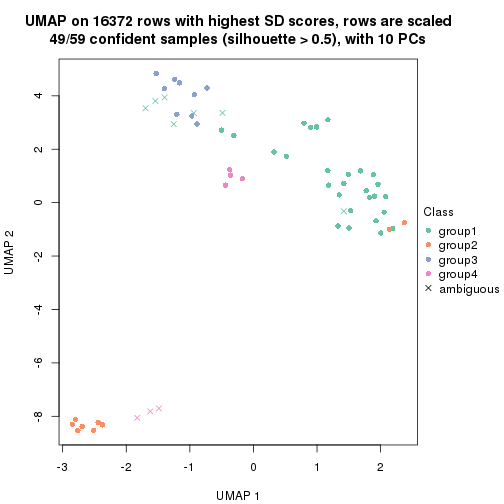 UMAP on 16372 rows with highest SD scores, rows are scaled
49/59 confident samples (silhouette > 0.5), with 10 PCs
4
2
0
-2
-4
-6
-8
UMAP 2
-3
-2
-1
0
1
2
UMAP 1
Class
group1
group2
group3
group4
ambiguous